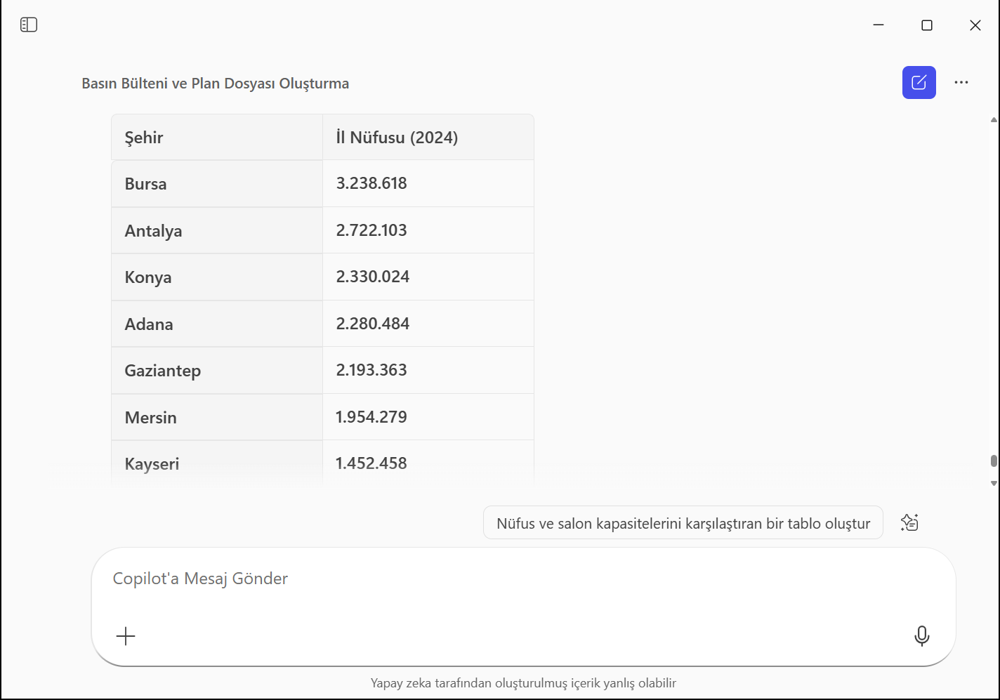 Basın Bülteni ve Plan Dosyası Oluşturma
Şehir İl Nüfusu (2024)
Bursa 3.238.618
Antalya 2.722.103
Konya 2.330.024
Adana 2.280.484
Gaziantep 2.193.363
Mersin 1.954.279
Kayseri 1.452.458
Nüfus ve salon kapasitelerini karşılaştıran bir tablo oluştur
Copilot'a Mesaj Gönder
Yapay zeka tarafından oluşturulmuş içerik yanlış olabilir